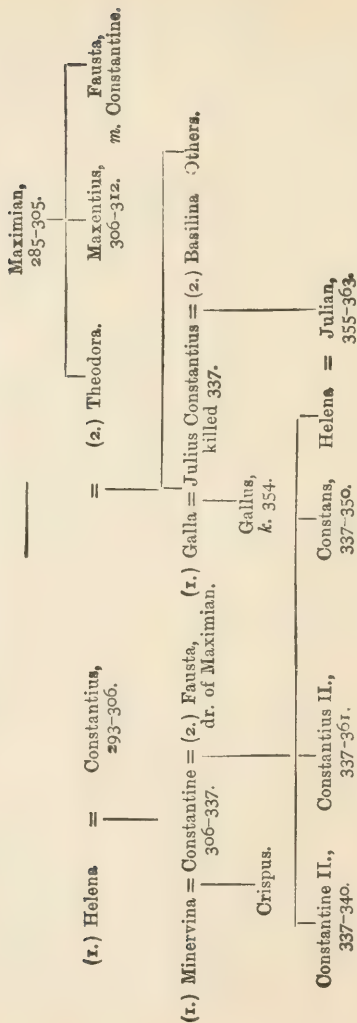 Maximian,
285-305.
(1.) Helena = Constantius, = (2.) Theodora. Maxentius, Fausta,
293-306. 306-312. m. Constantine.
(1.) Minervina = Constantine = (2.) Fausta, (1.) Galla = Julius Constantius = (2.) Basilina Others.
306-337. dr. of Maximian. killed 337.
Crispus. Gallus,
k. 354.
Constantine II., Constantius II., Constans, Helena = Julian,
337-340. 337-361. 337-350. 355-363.